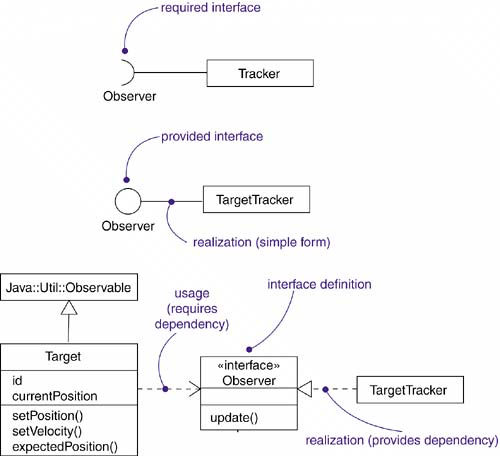 required interface
Tracker
Observer
provided interface
TargetTracker
Observer
realization (simple form)
Java::Util::Observable
usage
(requires
dependency)
interface definition
Target
id
currentPosition
setPosition()
setVelocity()
expectedPosition()
«interface»
Observer
update()
TargetTracker
realization (provides dependency)